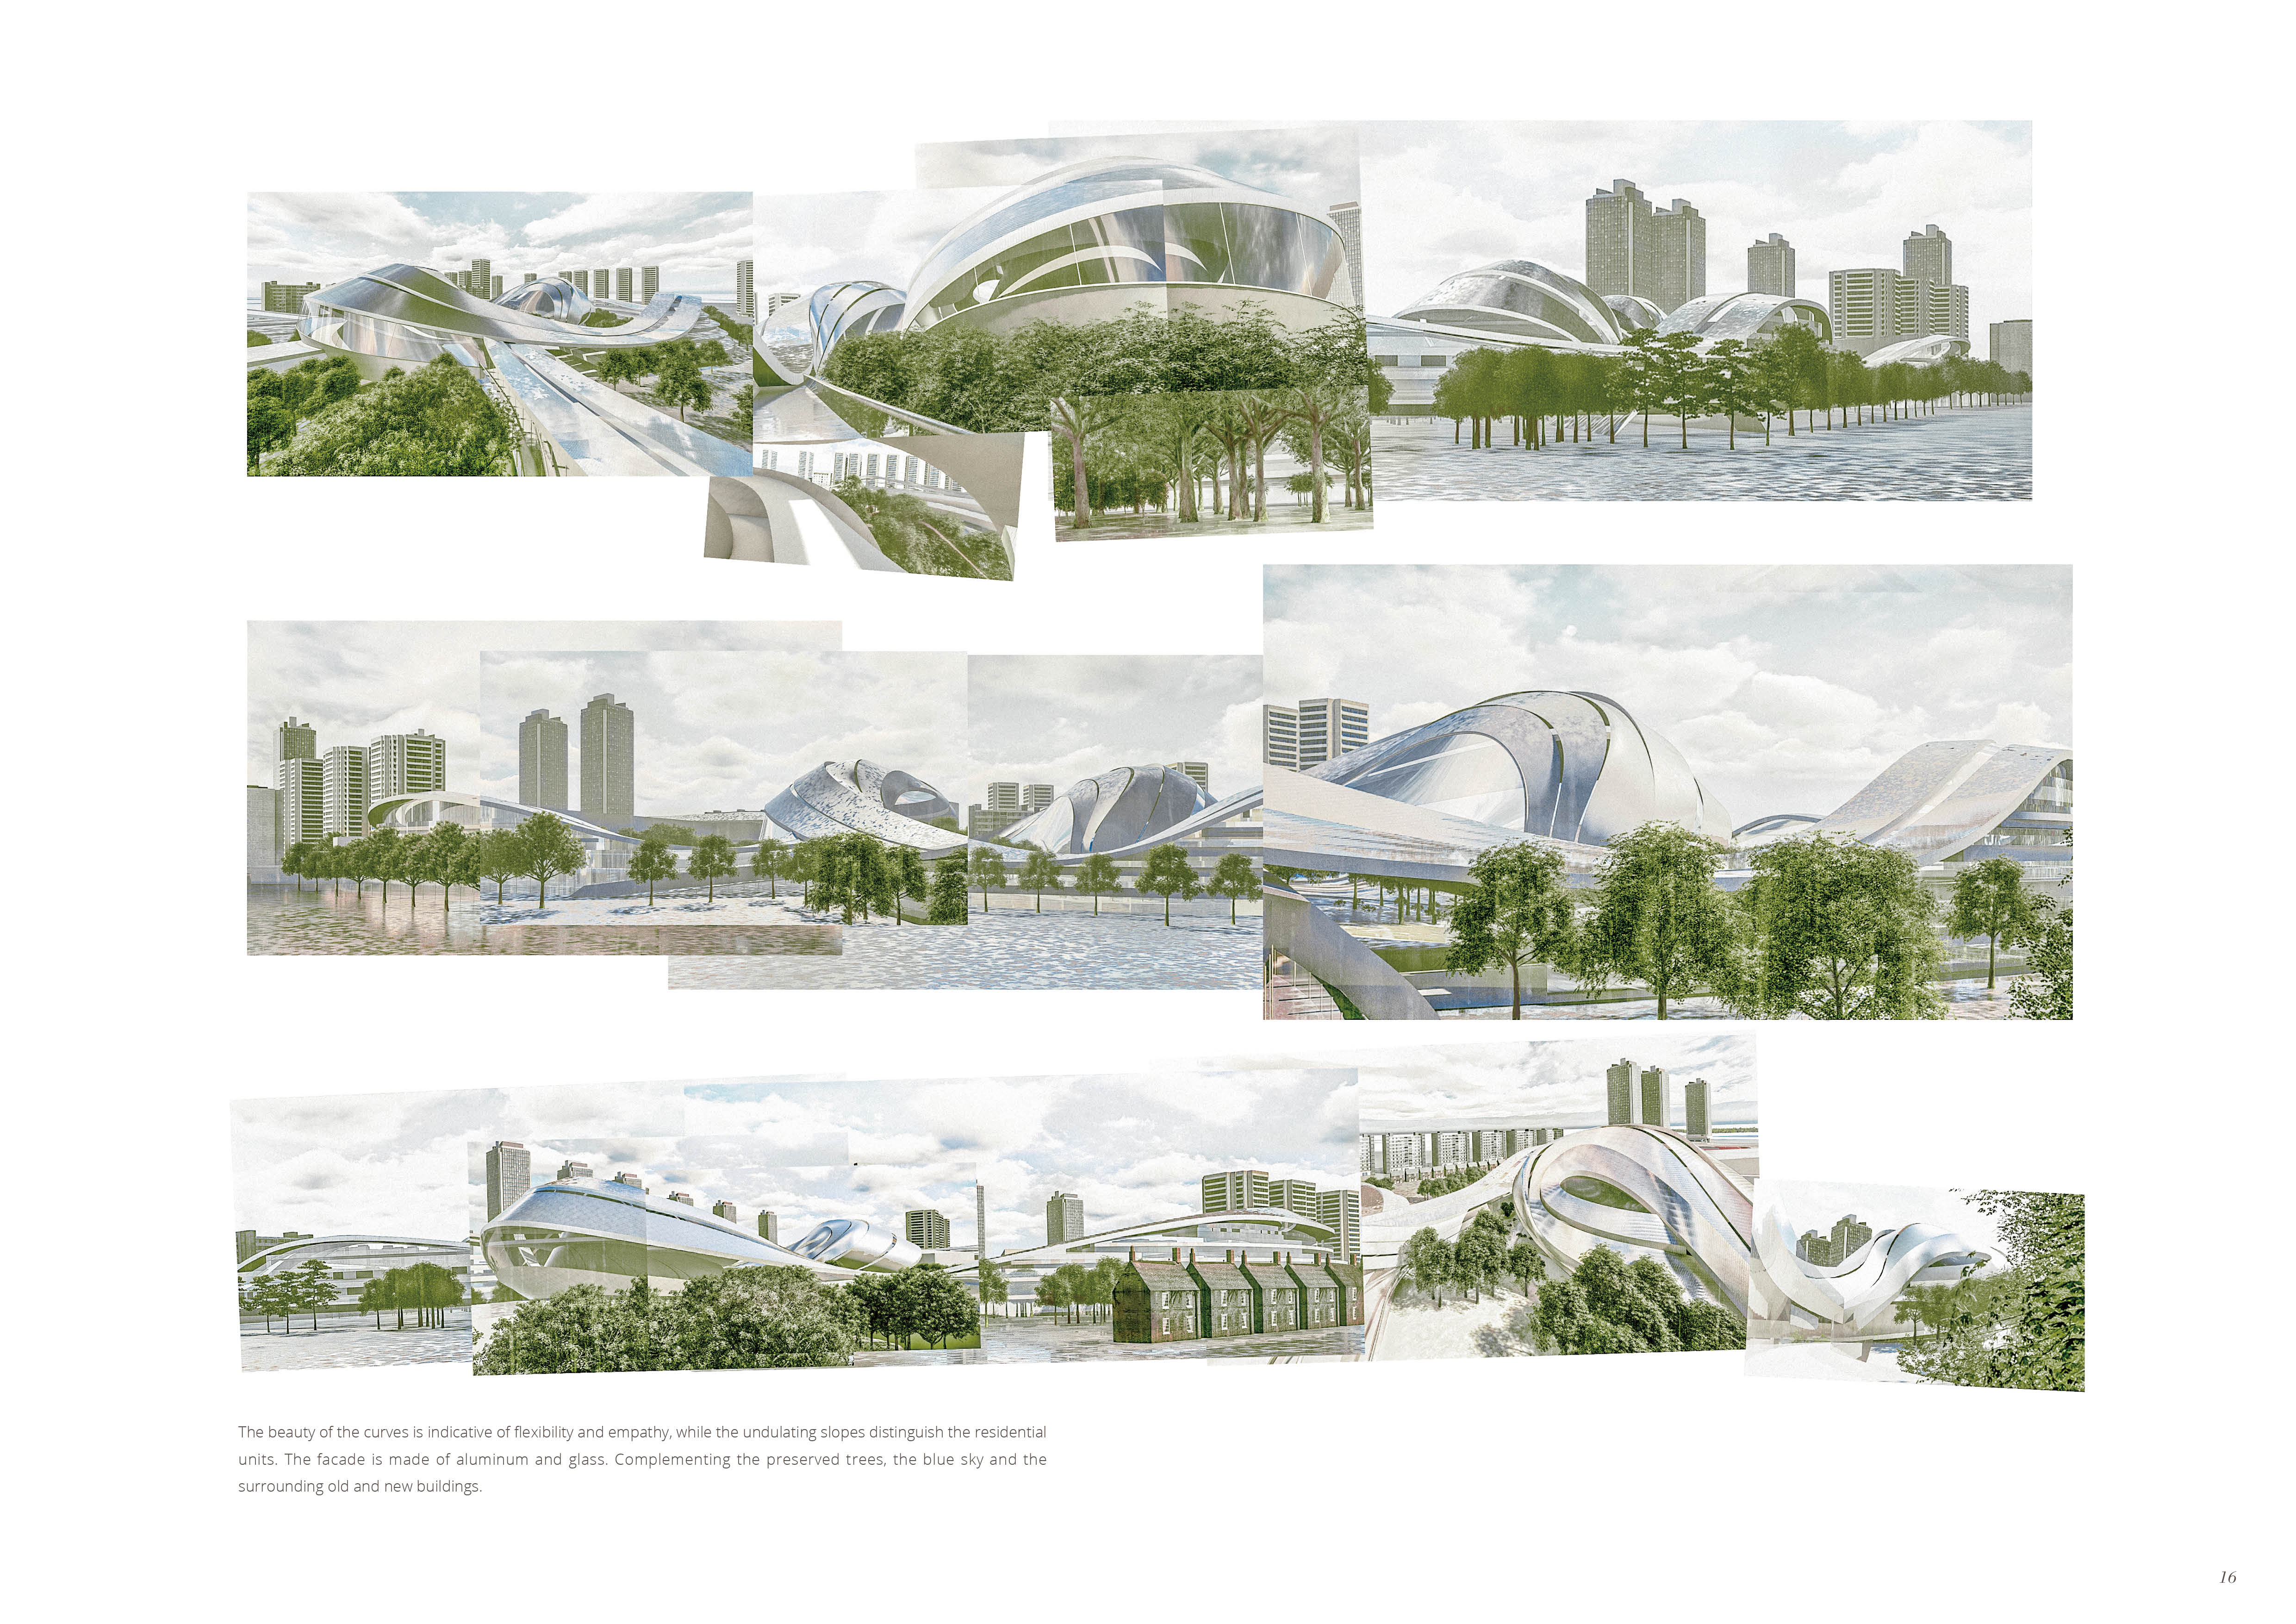 The beauty of the curves is indicative of flexibility and empathy, while the undulating slopes distinguish the residential
units. The facade is made of aluminum and glass. Complementing the preserved trees, the blue sky and the
surrounding old and new buildings.
16